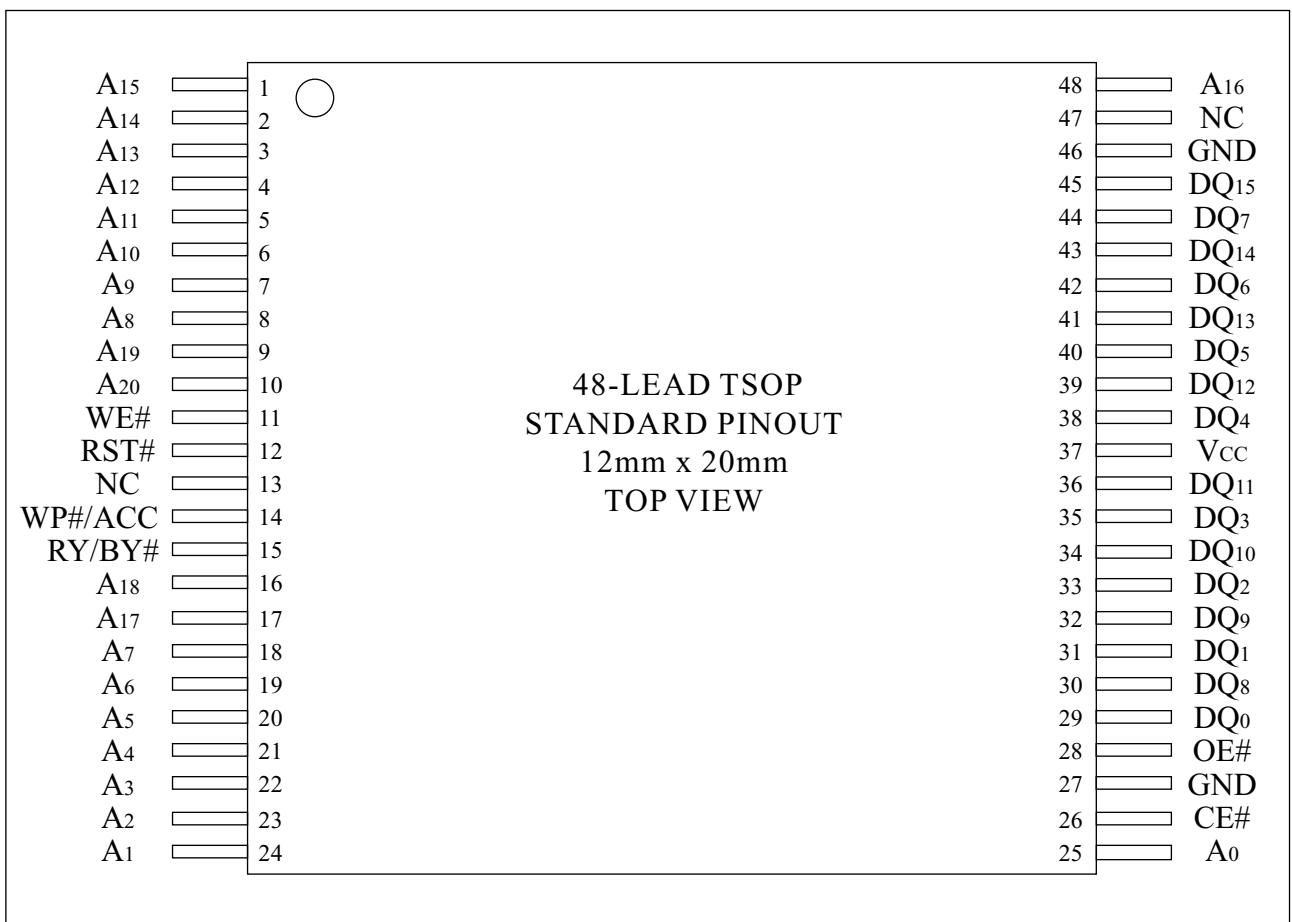 A15 1 48 A16
A14 2 47 NC
A13 3 46 GND
A12 4 45 DQ15
A11 5 44 DQ7
A10 6 43 DQ14
A9 7 42 DQ6
A8 8 41 DQ13
A19 9 40 DQ5
A20 10 39 DQ12
WE# 11 38 DQ4
RST# 12 37 VCC
NC 13 36 DQ11
WP#/ACC 14 35 DQ3
RY/BY# 15 34 DQ10
A18 16 33 DQ2
A17 17 32 DQ9
A7 18 31 DQ1
A6 19 30 DQ8
A5 20 29 DQ0
A4 21 28 OE#
A3 22 27 GND
A2 23 26 CE#
A1 24 25 A0
48-LEAD TSOP
STANDARD PINOUT
12mm x 20mm
TOP VIEW